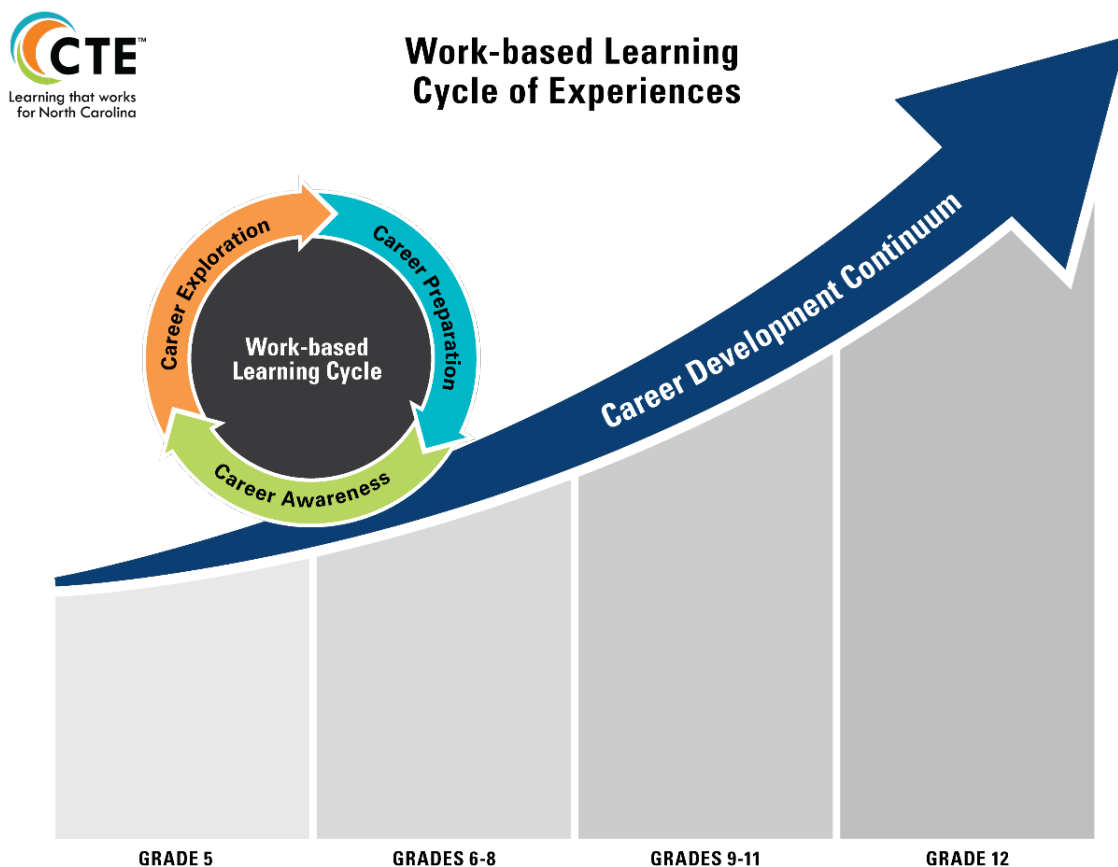 CTE™
Learning that works
for North Carolina
Work-based Learning
Cycle of Experiences
Career Exploration
Career Preparation
Career Awareness
Work-based
Learning Cycle
Career Development Continuum
GRADE 5
GRADES 6-8
GRADES 9-11
GRADE 12